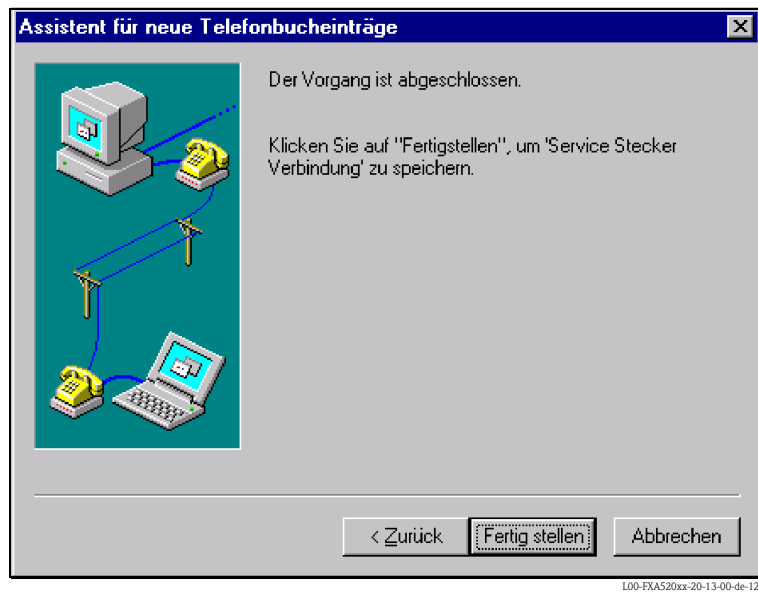 Assistent für neue Telefonbucheinträge
Der Vorgang ist abgeschlossen.
Klicken Sie auf "Fertigstellen", um 'Service Stecker
Verbindung' zu speichern.
< Zurück
Fertig stellen
Abbrechen
L00-FXA520xx-20-13-00-de-12